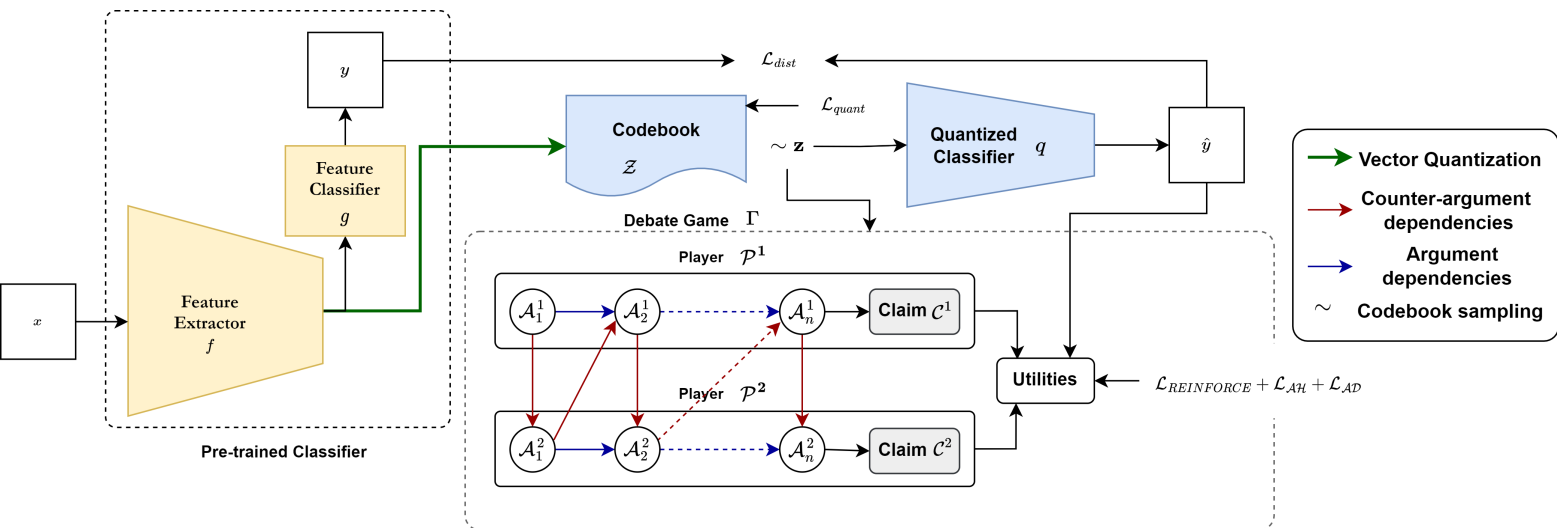 y
Feature
Classifier
g
Feature
Extractor
f
x
Pre-trained Classifier
ℒ_dist
Codebook
𝒵
ℒ_quant
∼ z
Quantized
Classifier q
ŷ
Debate Game Γ
Player 𝒫¹
𝒜₁¹ 𝒜₂¹ 𝒜ₙ¹ Claim 𝒞¹
Player 𝒫²
𝒜₁² 𝒜₂² 𝒜ₙ² Claim 𝒞²
Utilities
ℒ_REINFORCE + ℒ_𝒜ℋ + ℒ_𝒜𝒟
Vector Quantization
Counter-argument
dependencies
Argument
dependencies
∼ Codebook sampling